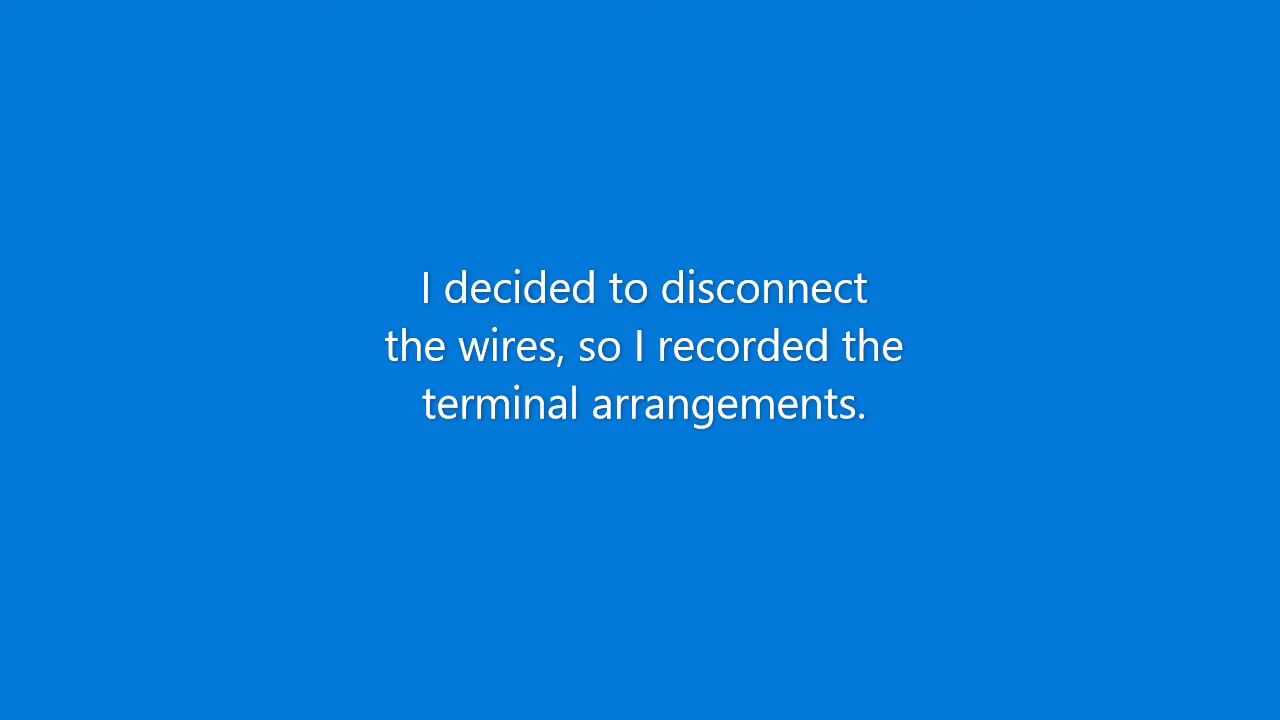 I decided to disconnect
the wires, so I recorded the
terminal arrangements.